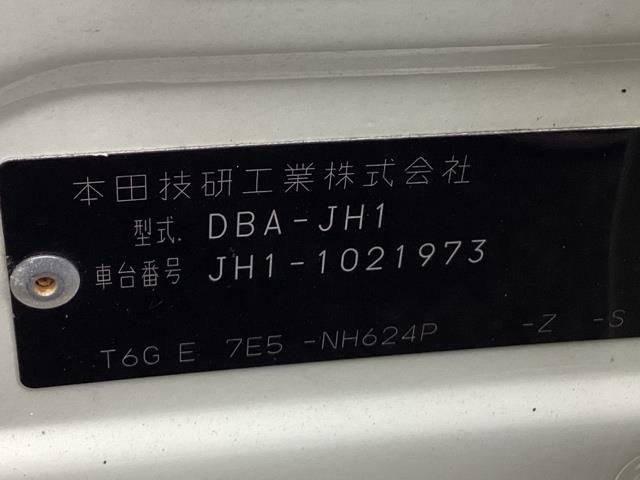 本田技研工業株式会社
型式 DBA-JH1
車台番号 JH1-1021973
T6G E 7E5 -NH624P -Z -S